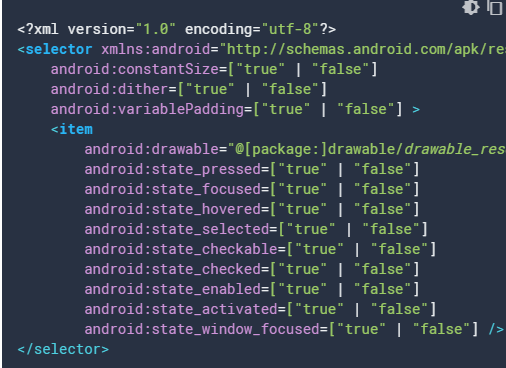 <?xml version="1.0" encoding="utf-8"?>
<selector xmlns:android="http://schemas.android.com/apk/res
android:constantSize=["true" | "false"]
android:dither=["true" | "false"]
android:variablePadding=["true" | "false"] >
<item
android:drawable="@[package:]drawable/drawable_res
android:state_pressed=["true" | "false"]
android:state_focused=["true" | "false"]
android:state_hovered=["true" | "false"]
android:state_selected=["true" | "false"]
android:state_checkable=["true" | "false"]
android:state_checked=["true" | "false"]
android:state_enabled=["true" | "false"]
android:state_activated=["true" | "false"]
android:state_window_focused=["true" | "false"] />
</selector>